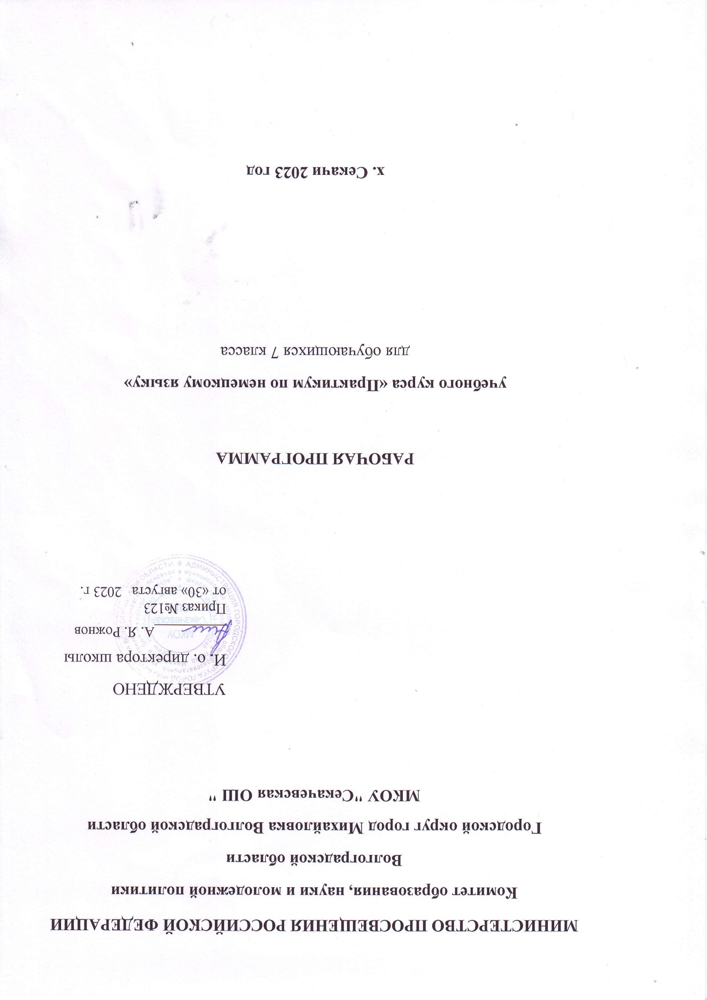 МИНИСТЕРСТВО ПРОСВЕЩЕНИЯ РОССИЙСКОЙ ФЕДЕРАЦИИ
Комитет образования, науки и молодежной политики
Волгоградской области
Городской округ город Михайловка Волгоградской области
МКОУ "Секачевская ОШ "
УТВЕРЖДЕНО
И. о. директора школы
А. Я. Рожнов
Приказ №123
от «30» августа 2023 г.
МКОУ
"Секачевская
РАБОЧАЯ ПРОГРАММА
учебного курса «Практикум по немецкому языку»
для обучающихся 7 класса
х. Секачи 2023 год